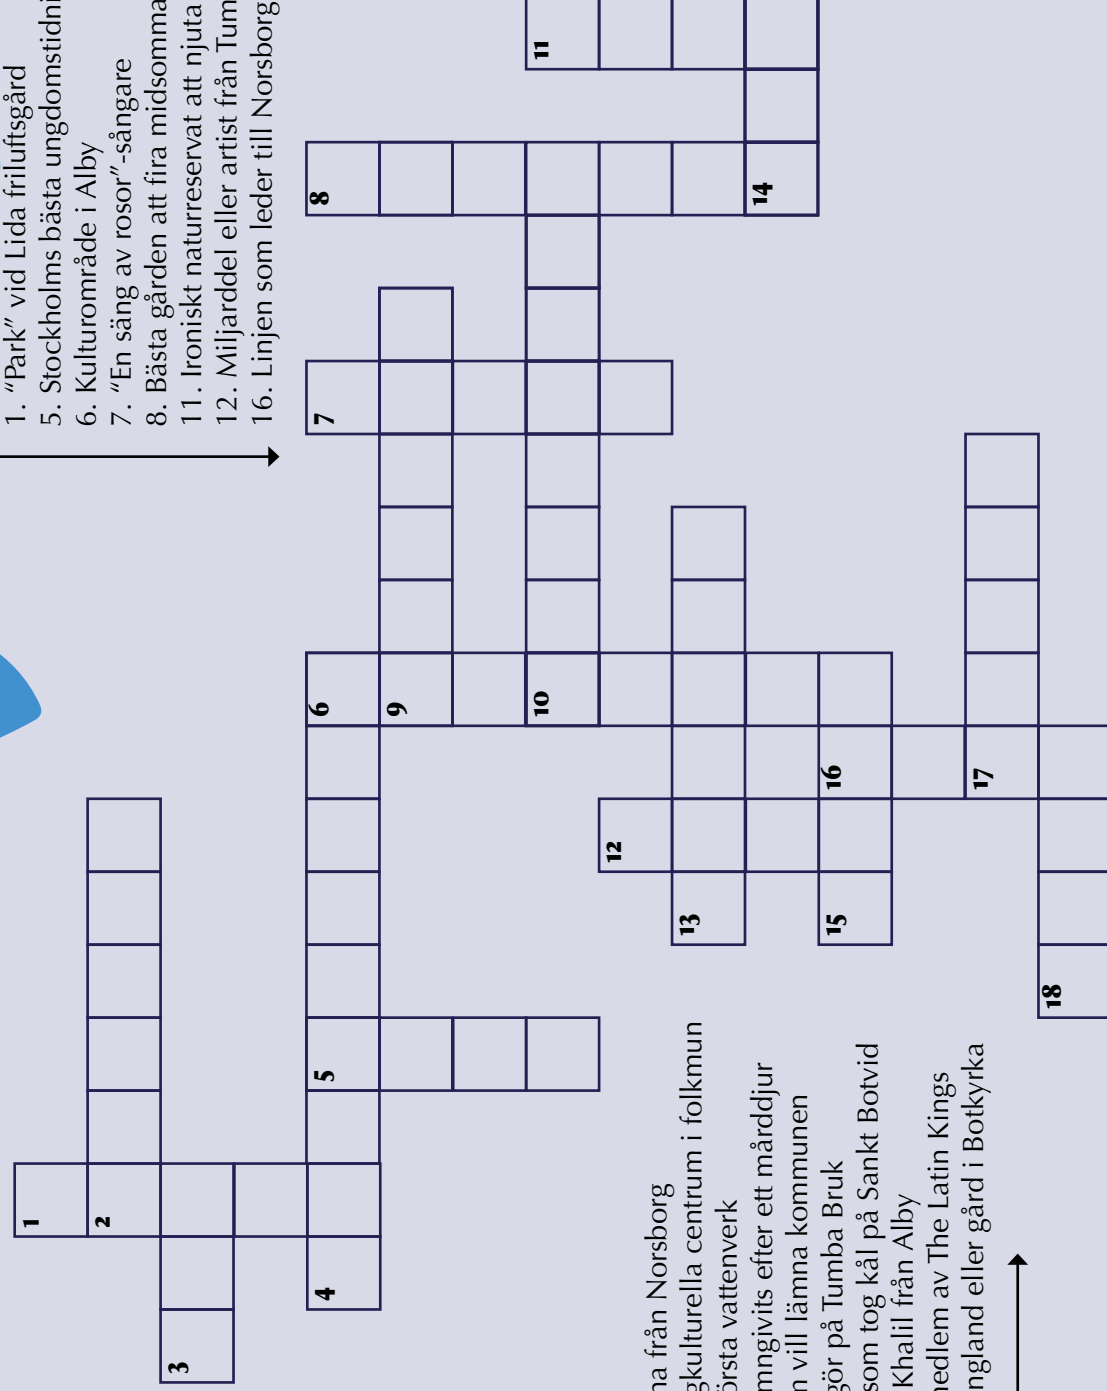 1. "Park" vid Lida friluftsgård
5. Stockholms bästa ungdomstidni
6. Kulturområde i Alby
7. "En säng av rosor"-sångare
8. Bästa gården att fira midsomma
11. Ironiskt naturreservat att njuta
12. Miljarddel eller artist från Tum
16. Linjen som leder till Norsborg
1
2
3
4
5
6
7
8
9
10
11
12
13
14
15
16
17
18
na från Norsborg
gkulturella centrum i folkmun
örsta vattenverk
mngivits efter ett mårddjur
n vill lämna kommunen
gör på Tumba Bruk
som tog kål på Sankt Botvid
Khalil från Alby
nedlem av The Latin Kings
ngland eller gård i Botkyrka